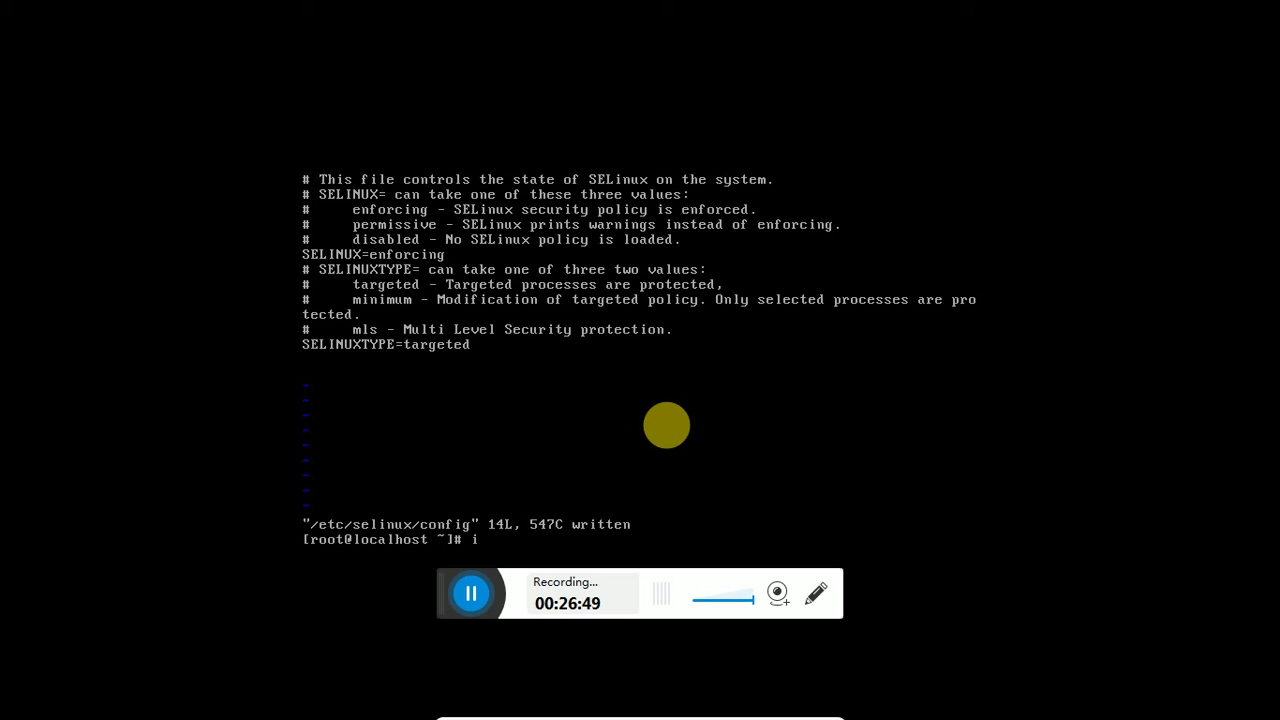 # This file controls the state of SELinux on the system.
# SELINUX= can take one of these three values:
#     enforcing - SELinux security policy is enforced.
#     permissive - SELinux prints warnings instead of enforcing.
#     disabled - No SELinux policy is loaded.
SELINUX=enforcing
# SELINUXTYPE= can take one of three two values:
#     targeted - Targeted processes are protected,
#     minimum - Modification of targeted policy. Only selected processes are pro
tected.
#     mls - Multi Level Security protection.
SELINUXTYPE=targeted
~
~
~
~
~
~
~
~
~
"/etc/selinux/config" 14L, 547C written
[root@localhost ~]# i
Recording...
00:26:49